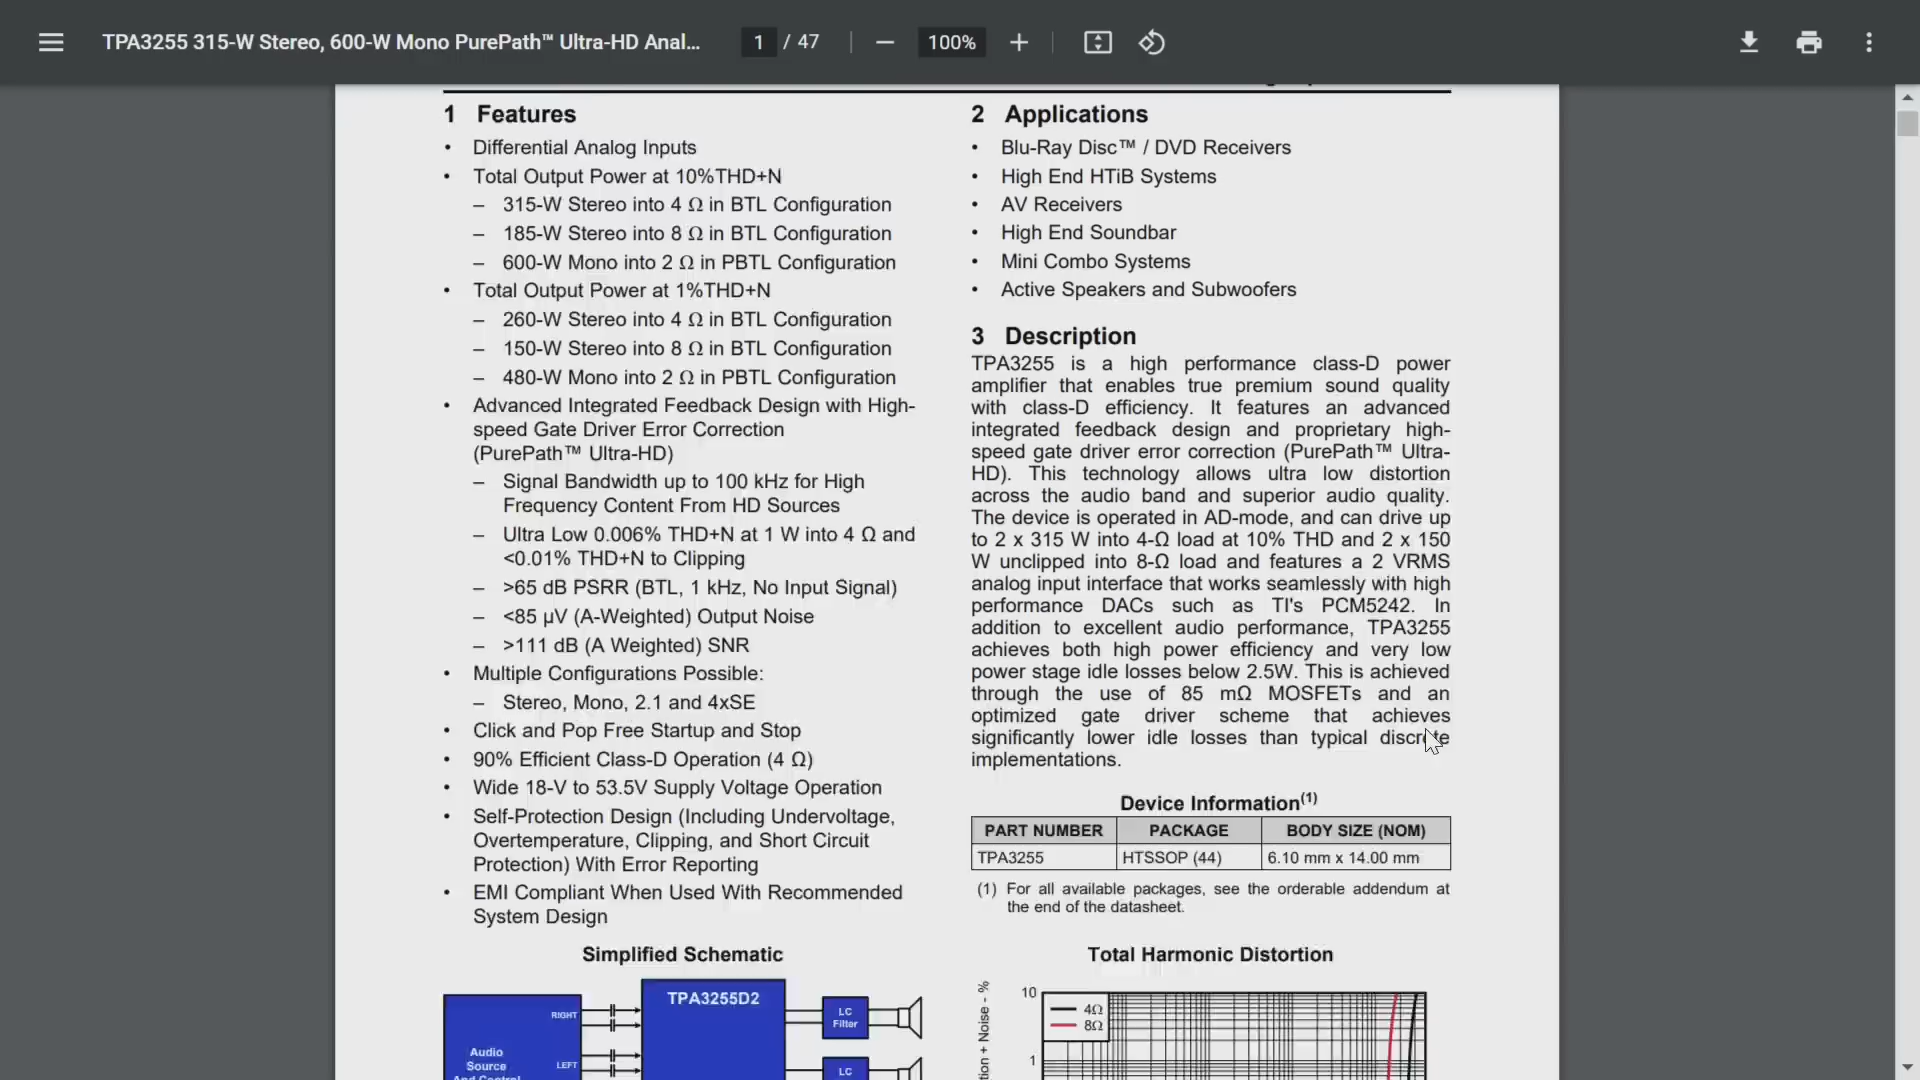 TPA3255 315-W Stereo, 600-W Mono PurePath™ Ultra-HD Anal...
1 / 47
100%
1 Features
• Differential Analog Inputs
• Total Output Power at 10%THD+N
– 315-W Stereo into 4 Ω in BTL Configuration
– 185-W Stereo into 8 Ω in BTL Configuration
– 600-W Mono into 2 Ω in PBTL Configuration
• Total Output Power at 1%THD+N
– 260-W Stereo into 4 Ω in BTL Configuration
– 150-W Stereo into 8 Ω in BTL Configuration
– 480-W Mono into 2 Ω in PBTL Configuration
• Advanced Integrated Feedback Design with High-
speed Gate Driver Error Correction
(PurePath™ Ultra-HD)
– Signal Bandwidth up to 100 kHz for High
Frequency Content From HD Sources
– Ultra Low 0.006% THD+N at 1 W into 4 Ω and
<0.01% THD+N to Clipping
– >65 dB PSRR (BTL, 1 kHz, No Input Signal)
– <85 µV (A-Weighted) Output Noise
– >111 dB (A Weighted) SNR
• Multiple Configurations Possible:
– Stereo, Mono, 2.1 and 4xSE
• Click and Pop Free Startup and Stop
• 90% Efficient Class-D Operation (4 Ω)
• Wide 18-V to 53.5V Supply Voltage Operation
• Self-Protection Design (Including Undervoltage,
Overtemperature, Clipping, and Short Circuit
Protection) With Error Reporting
• EMI Compliant When Used With Recommended
System Design
2 Applications
• Blu-Ray Disc™ / DVD Receivers
• High End HTiB Systems
• AV Receivers
• High End Soundbar
• Mini Combo Systems
• Active Speakers and Subwoofers
3 Description
TPA3255 is a high performance class-D power
amplifier that enables true premium sound quality
with class-D efficiency. It features an advanced
integrated feedback design and proprietary high-
speed gate driver error correction (PurePath™ Ultra-
HD). This technology allows ultra low distortion
across the audio band and superior audio quality.
The device is operated in AD-mode, and can drive up
to 2 x 315 W into 4-Ω load at 10% THD and 2 x 150
W unclipped into 8-Ω load and features a 2 VRMS
analog input interface that works seamlessly with high
performance DACs such as TI's PCM5242. In
addition to excellent audio performance, TPA3255
achieves both high power efficiency and very low
power stage idle losses below 2.5W. This is achieved
through the use of 85 mΩ MOSFETs and an
optimized gate driver scheme that achieves
significantly lower idle losses than typical discrete
implementations.
Device Information(1)
PART NUMBER PACKAGE BODY SIZE (NOM)
TPA3255 HTSSOP (44) 6.10 mm x 14.00 mm
(1) For all available packages, see the orderable addendum at
the end of the datasheet.
Simplified Schematic
TPA3255D2
RIGHT
LC
Filter
Audio
Source
And Control
LEFT
LC
Total Harmonic Distortion
tion + Noise - %
10
4Ω
8Ω
1